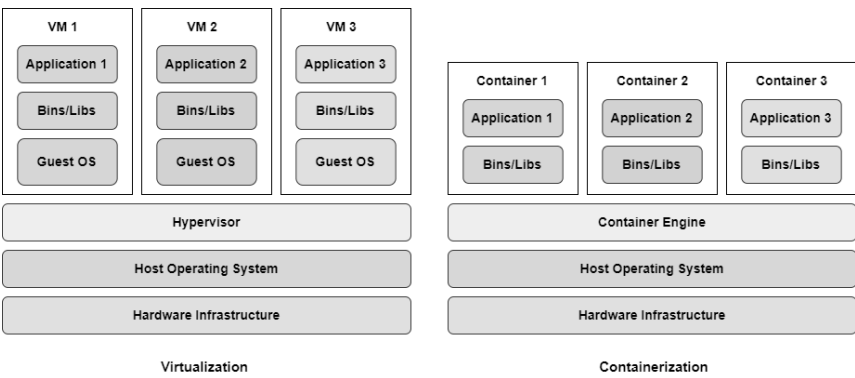 VM 1
Application 1
Bins/Libs
Guest OS
VM 2
Application 2
Bins/Libs
Guest OS
VM 3
Application 3
Bins/Libs
Guest OS
Hypervisor
Host Operating System
Hardware Infrastructure
Virtualization
Container 1
Application 1
Bins/Libs
Container 2
Application 2
Bins/Libs
Container 3
Application 3
Bins/Libs
Container Engine
Host Operating System
Hardware Infrastructure
Containerization